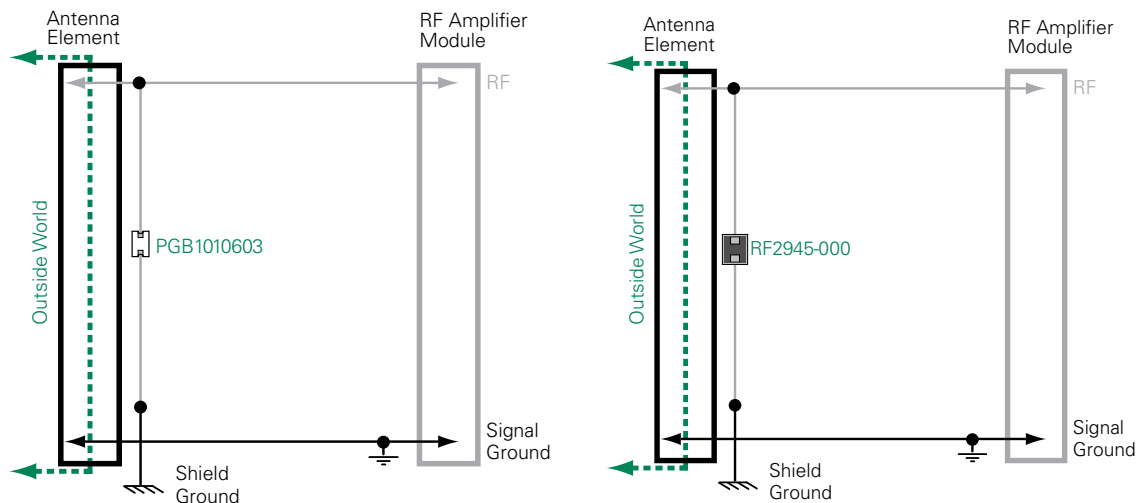 Antenna
Element
RF Amplifier
Module
RF
Outside World
PGB1010603
Signal
Ground
Shield
Ground
Antenna
Element
RF Amplifier
Module
RF
Outside World
RF2945-000
Signal
Ground
Shield
Ground